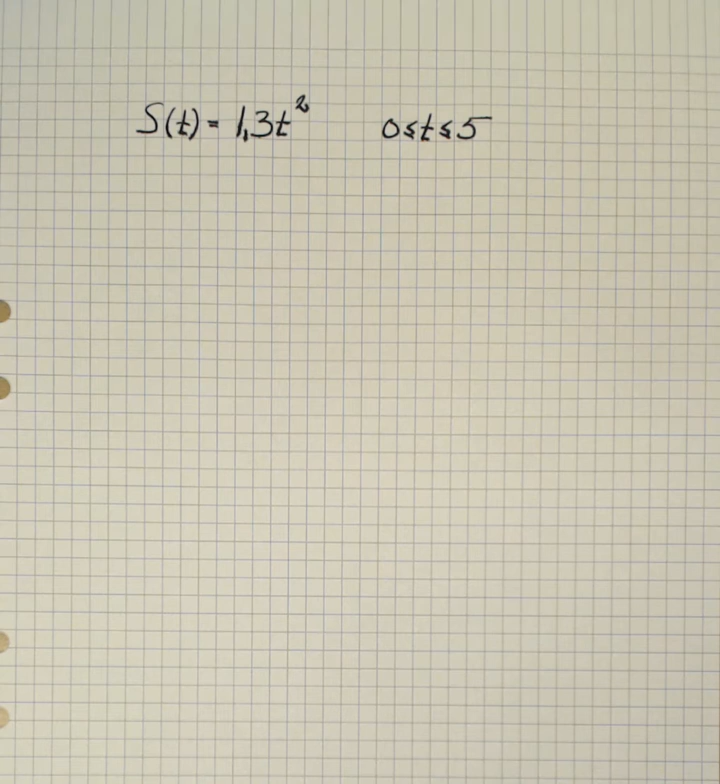 S(t) = 1,3t² 0≤t≤5